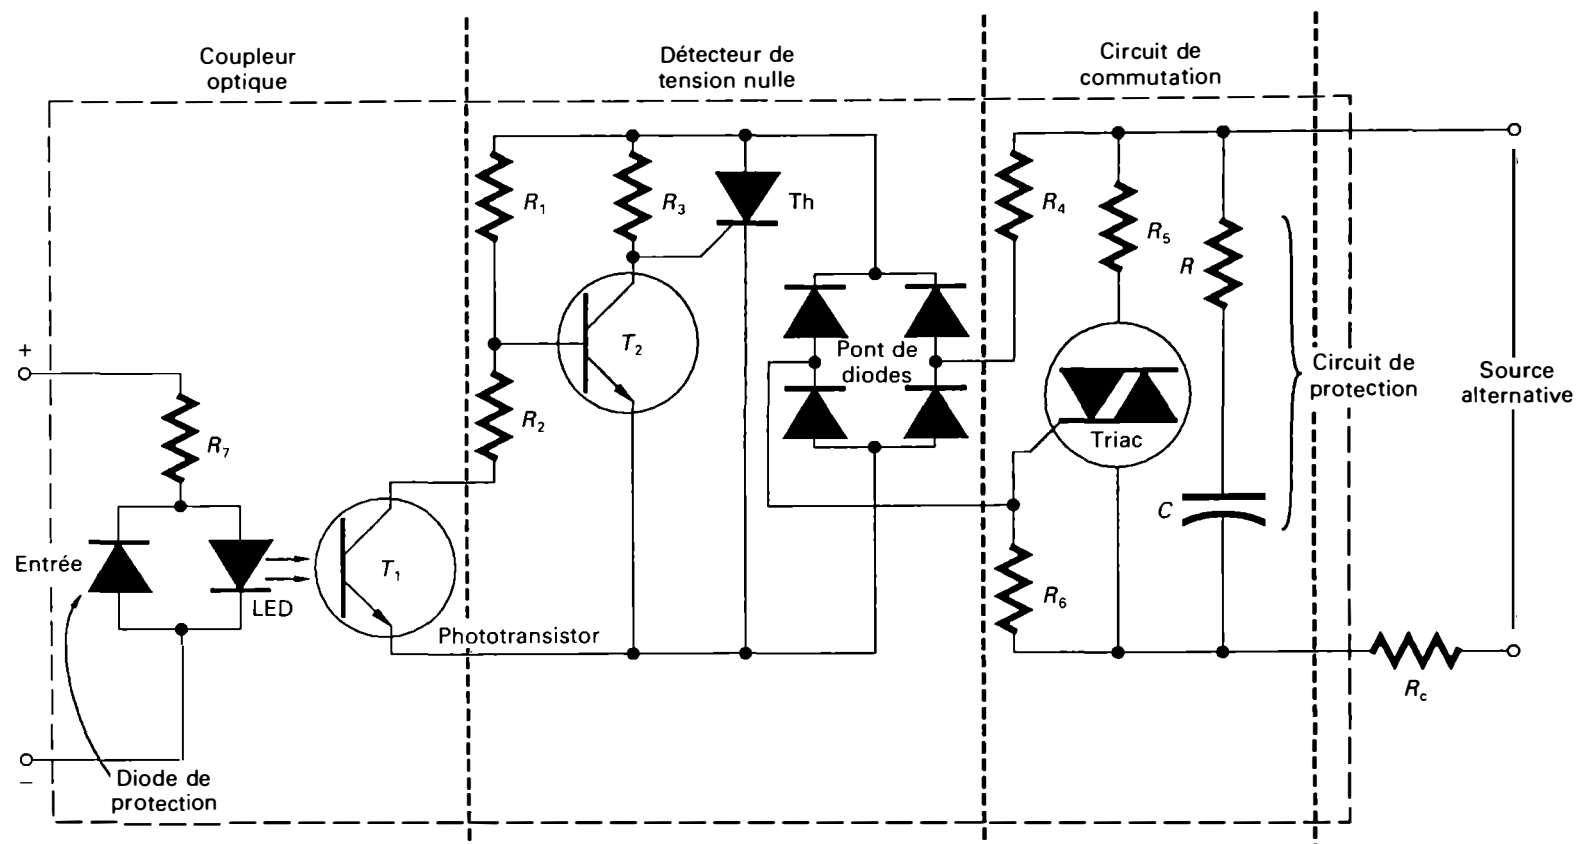 Coupleur
optique
Détecteur de
tension nulle
Circuit de
commutation
R₁
R₃
Th
R₄
R₅
R
T₂
Pont de
diodes
Circuit de
protection
Source
alternative
+
R₇
R₂
Triac
C
Entrée
LED
T₁
R₆
Phototransistor
R꜀
−
Diode de
protection